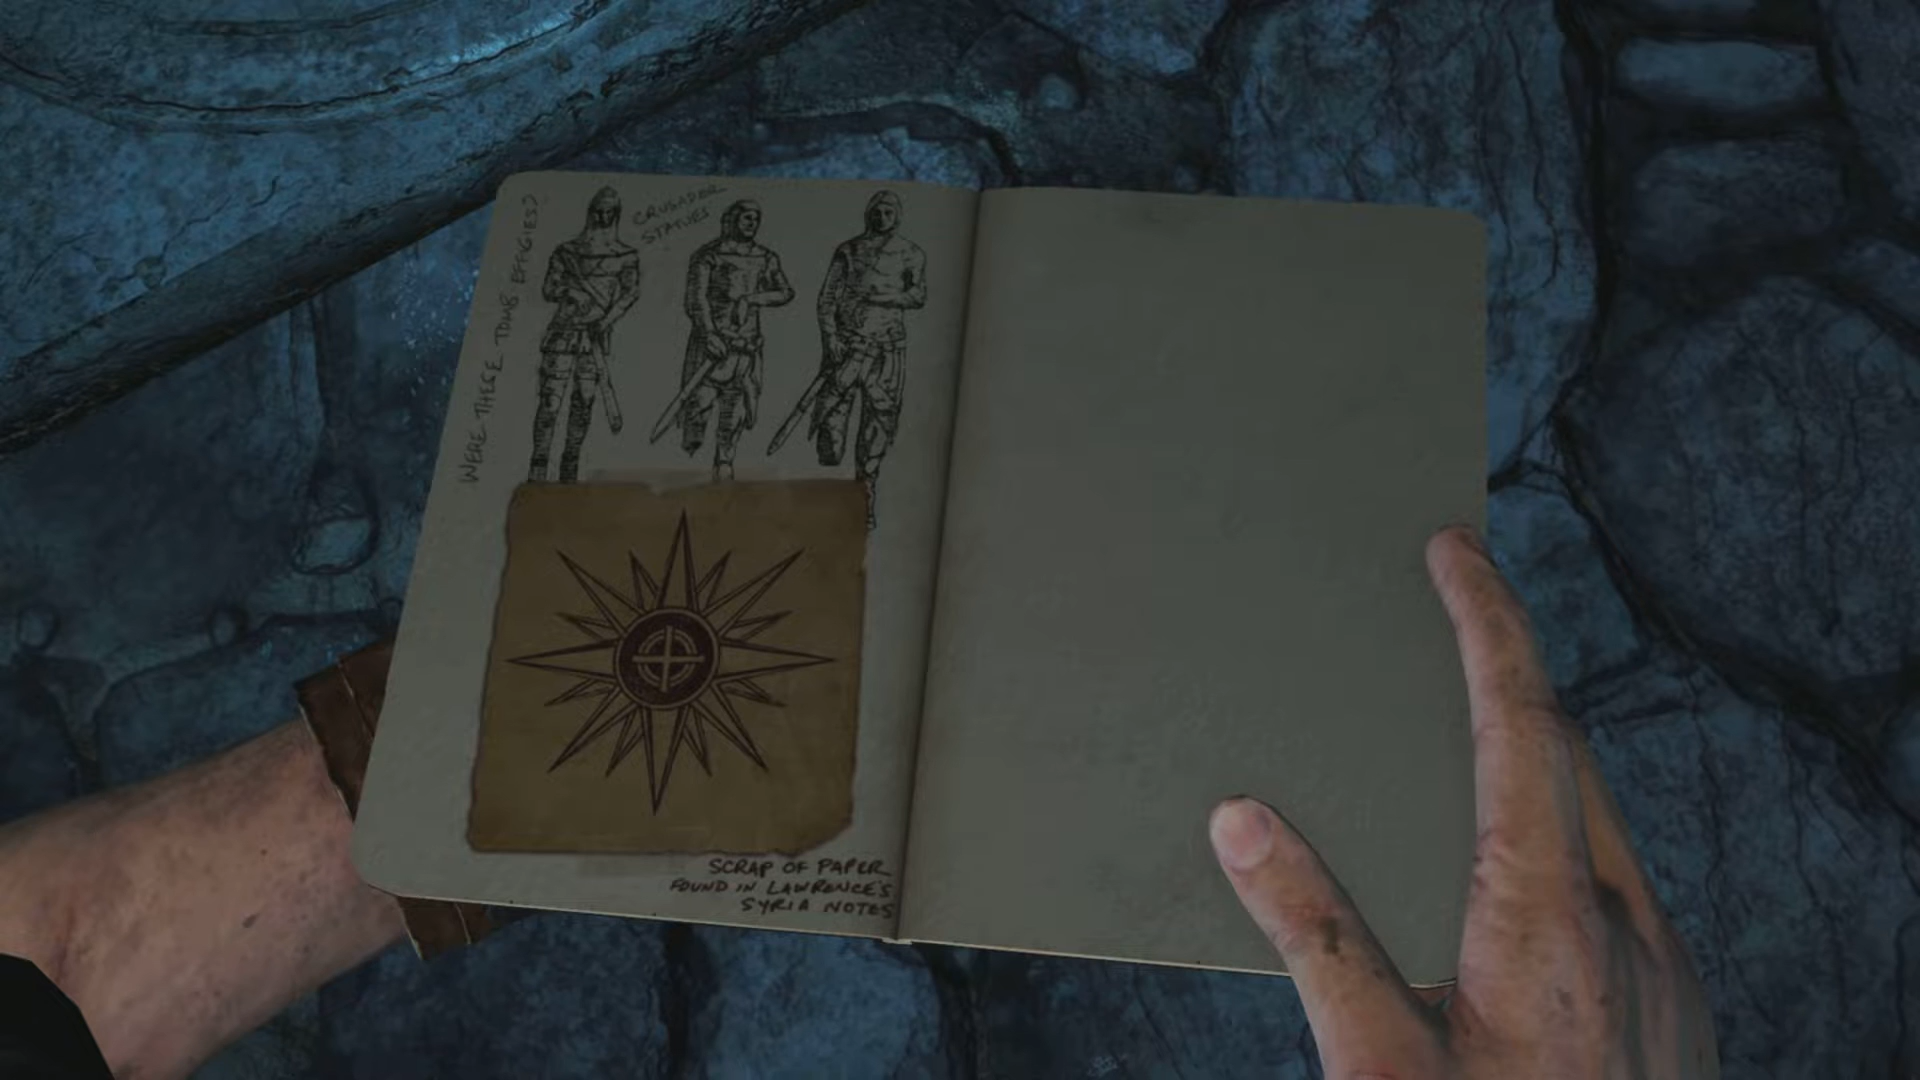 WERE THESE TOMB EFFIGIES?
CRUSADER
STATUES
SCRAP OF PAPER
FOUND IN LAWRENCE'S
SYRIA NOTES